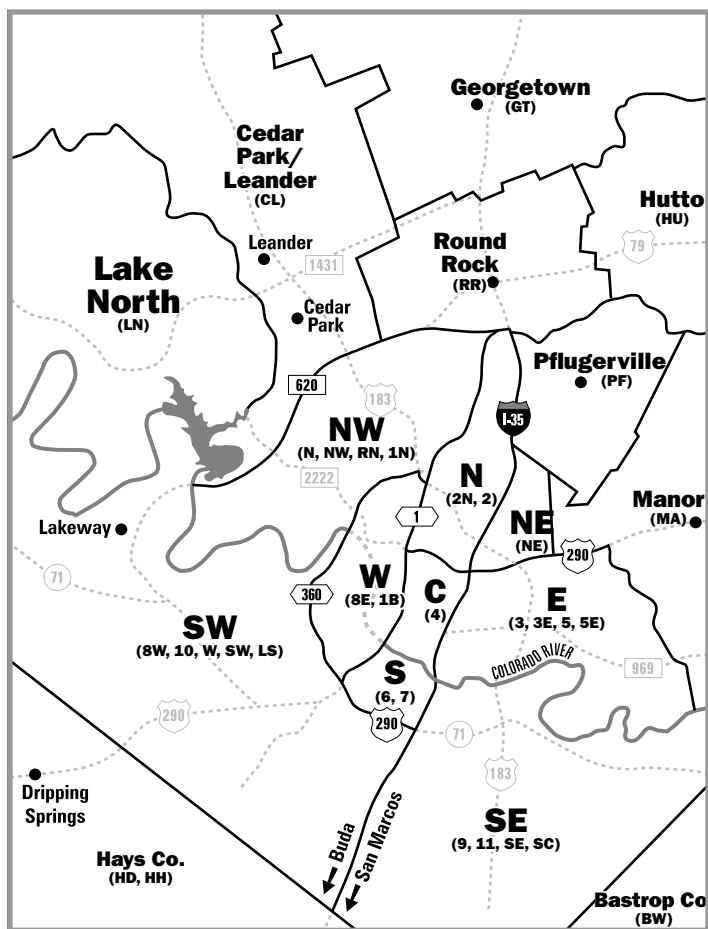 Georgetown
(GT)
Cedar
Park/
Leander
(CL)
Hutto
(HU)
Leander
Round
Rock
(RR)
79
1431
Lake
North
(LN)
Cedar
Park
Pflugerville
(PF)
620
183
I-35
NW
(N, NW, RN, 1N)
2222
N
(2N, 2)
Manor
(MA)
1
NE
(NE)
Lakeway
290
71
360
W
(8E, 1B)
C
(4)
E
(3, 3E, 5, 5E)
SW
(8W, 10, W, SW, LS)
COLORADO RIVER
969
S
(6, 7)
290
290
71
183
Dripping
Springs
SE
(9, 11, SE, SC)
Buda
San Marcos
Hays Co.
(HD, HH)
Bastrop Co
(BW)